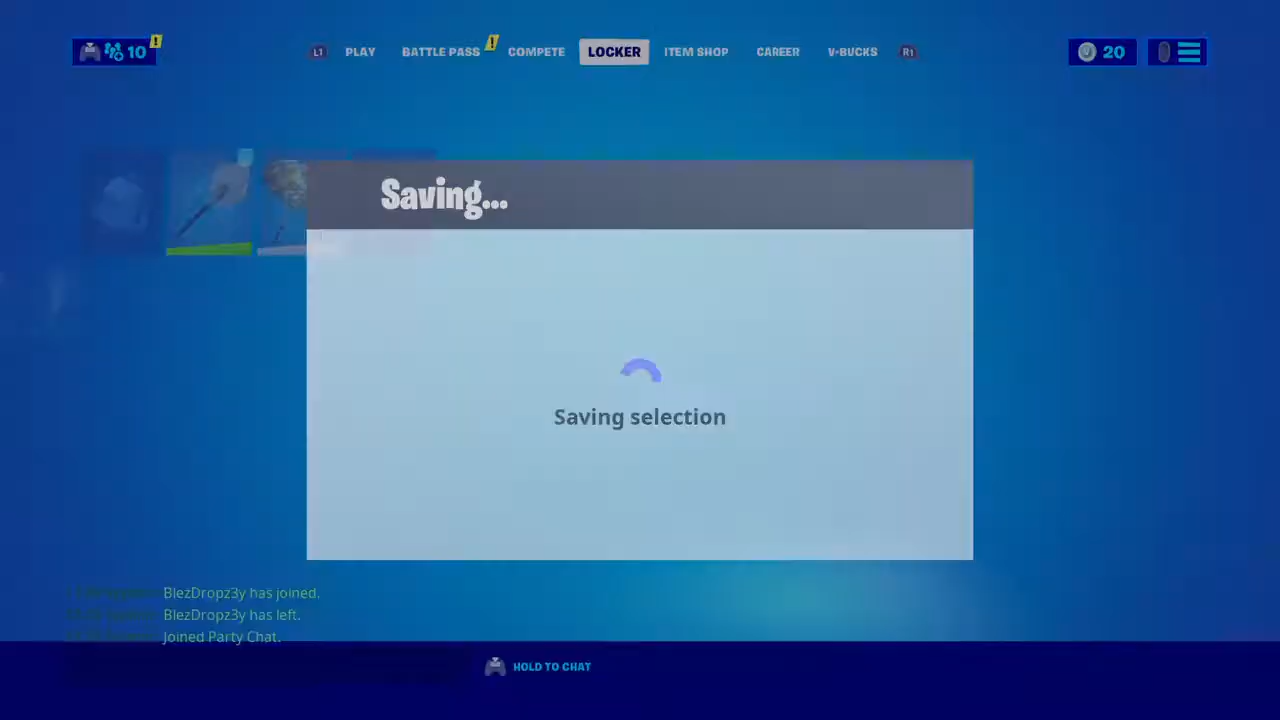 10
L1
PLAY
BATTLE PASS
COMPETE
LOCKER
ITEM SHOP
CAREER
V-BUCKS
R1
20
Saving...
Saving selection
BlezDropz3y has joined.
BlezDropz3y has left.
Joined Party Chat.
HOLD TO CHAT